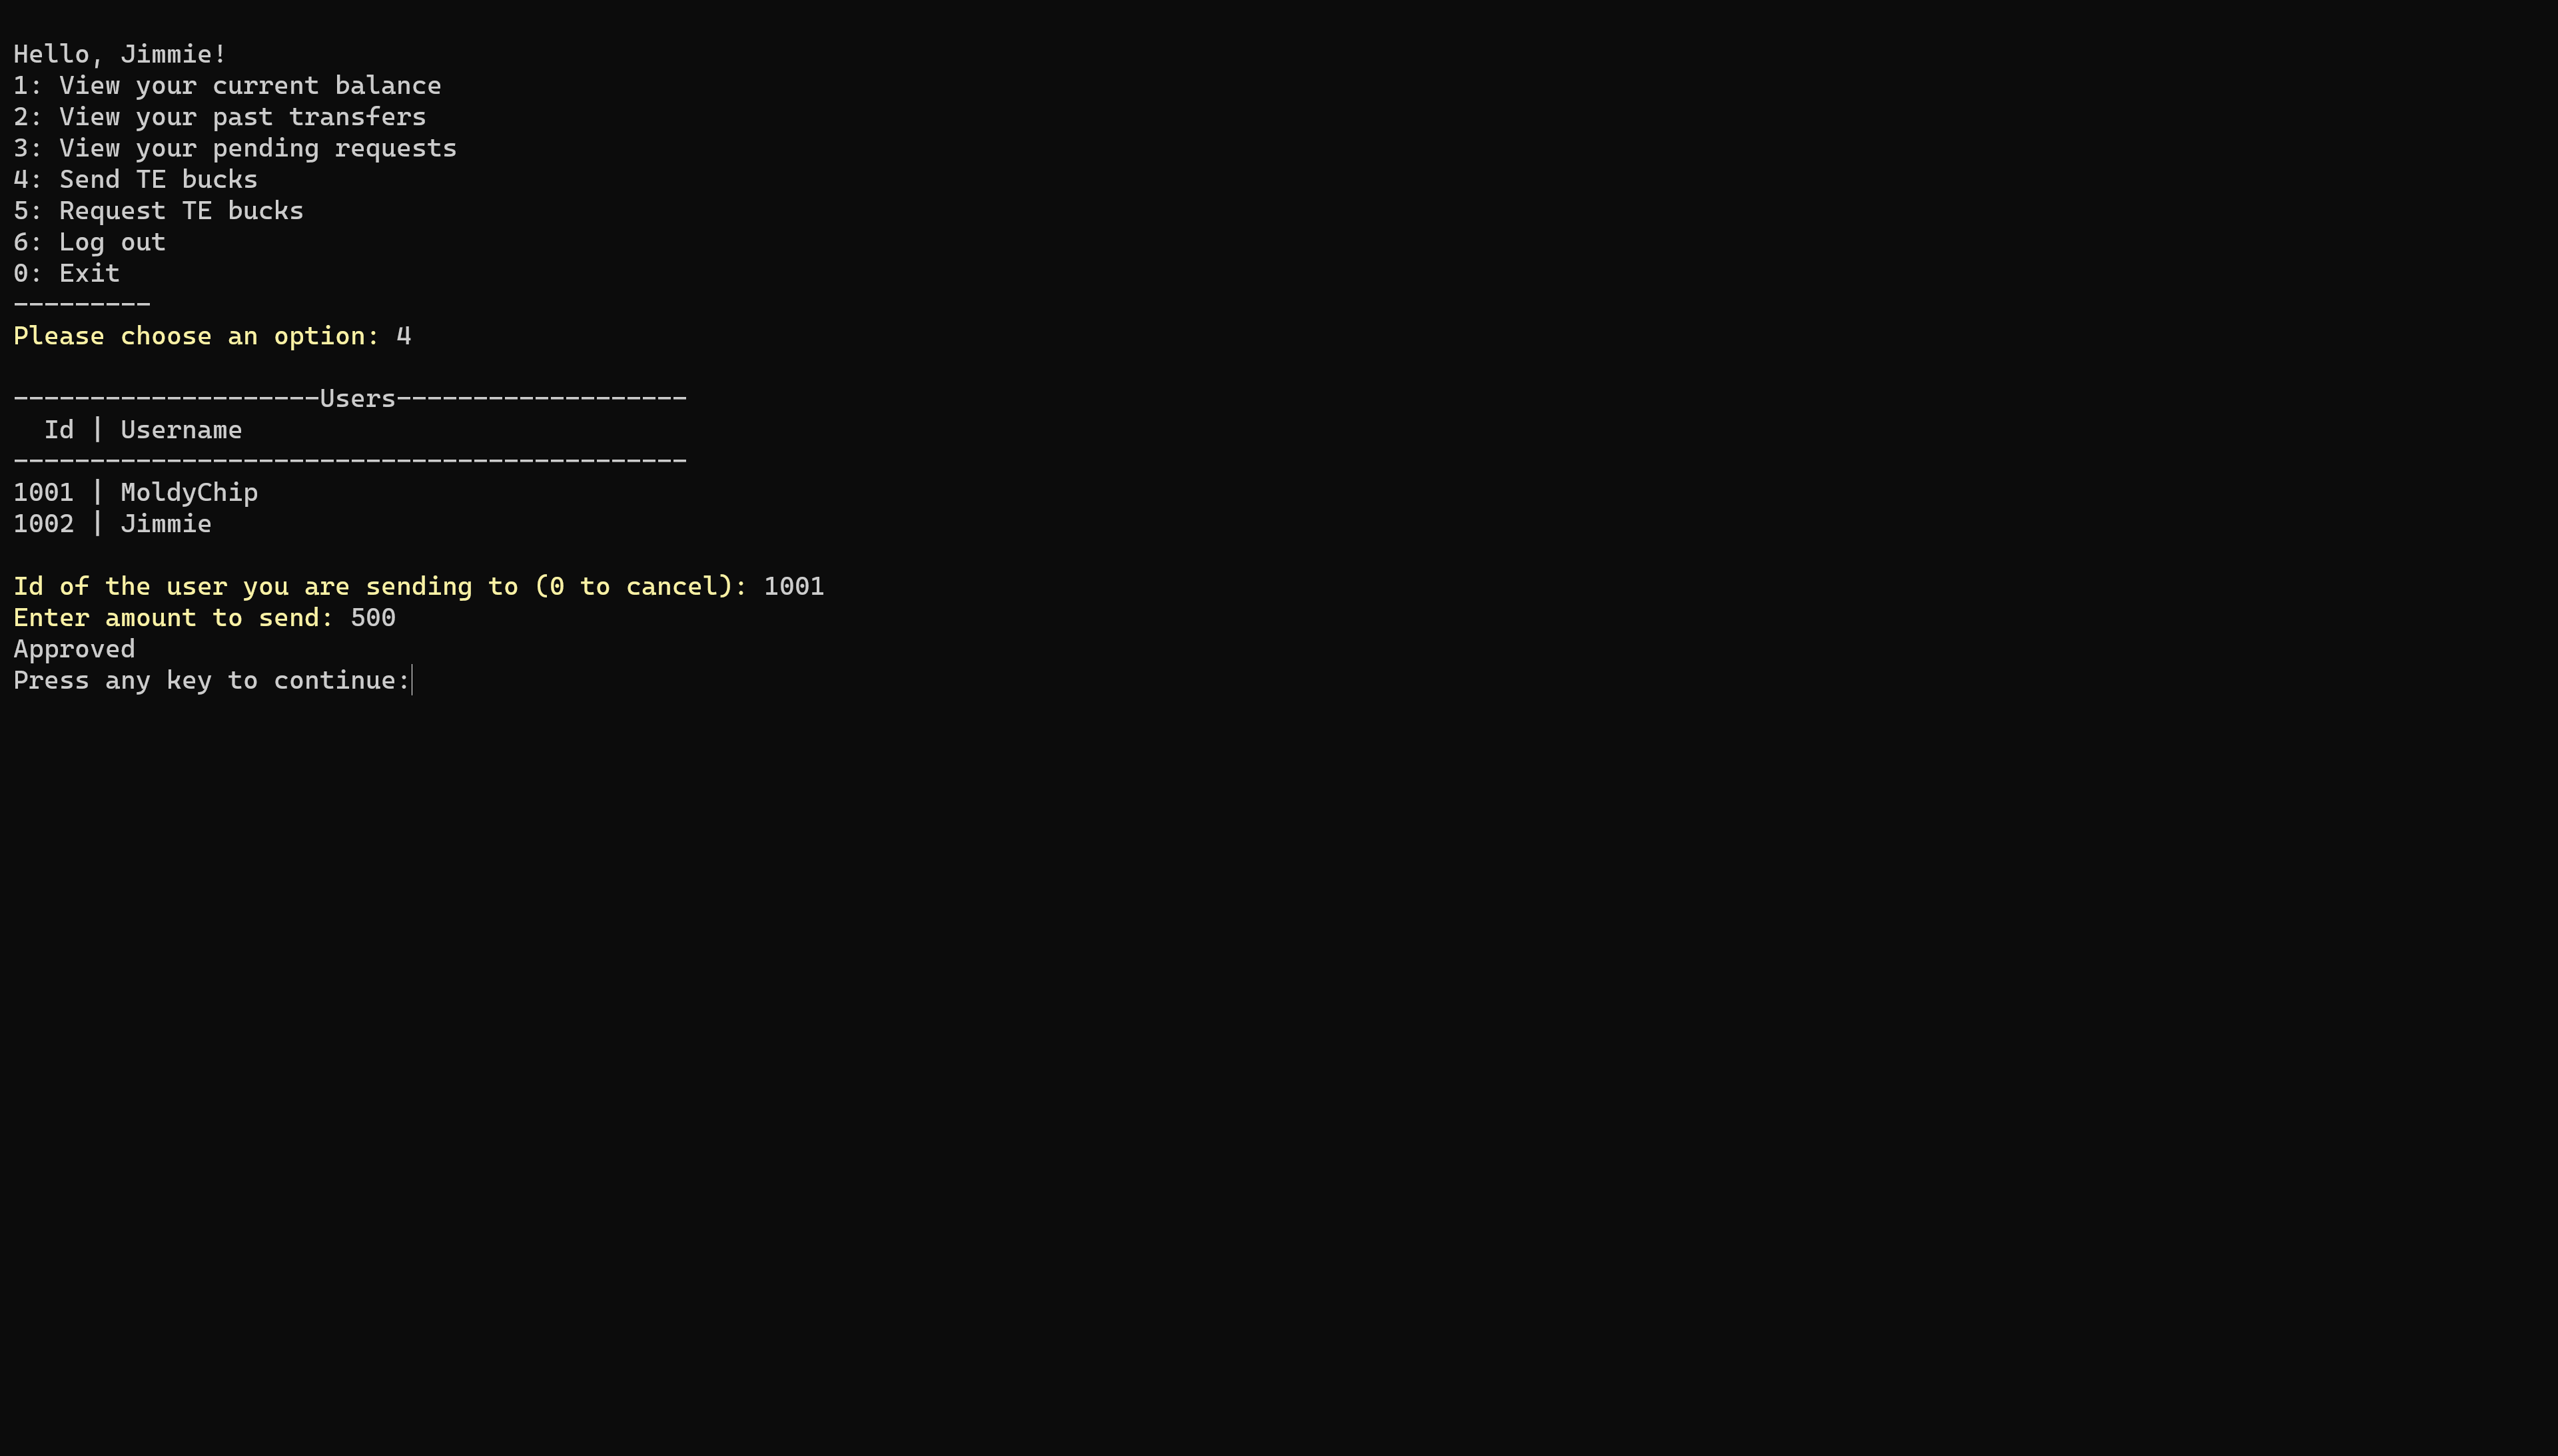 Hello, Jimmie!
1: View your current balance
2: View your past transfers
3: View your pending requests
4: Send TE bucks
5: Request TE bucks
6: Log out
0: Exit
---------
Please choose an option: 4
--------------------Users-------------------
  Id | Username
--------------------------------------------
1001 | MoldyChip
1002 | Jimmie
Id of the user you are sending to (0 to cancel): 1001
Enter amount to send: 500
Approved
Press any key to continue: